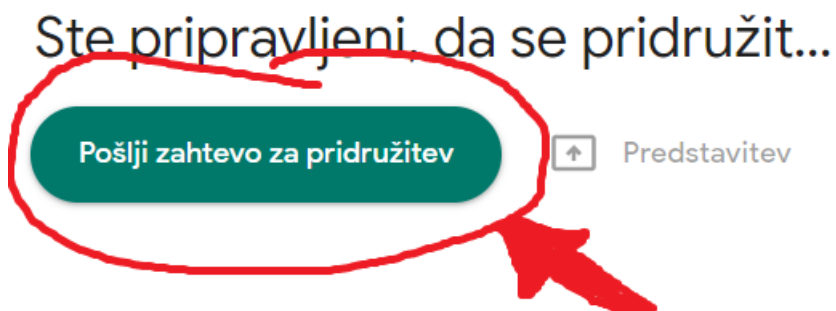 Ste pripravljeni, da se pridružit...
Pošlji zahtevo za pridružitev
Predstavitev